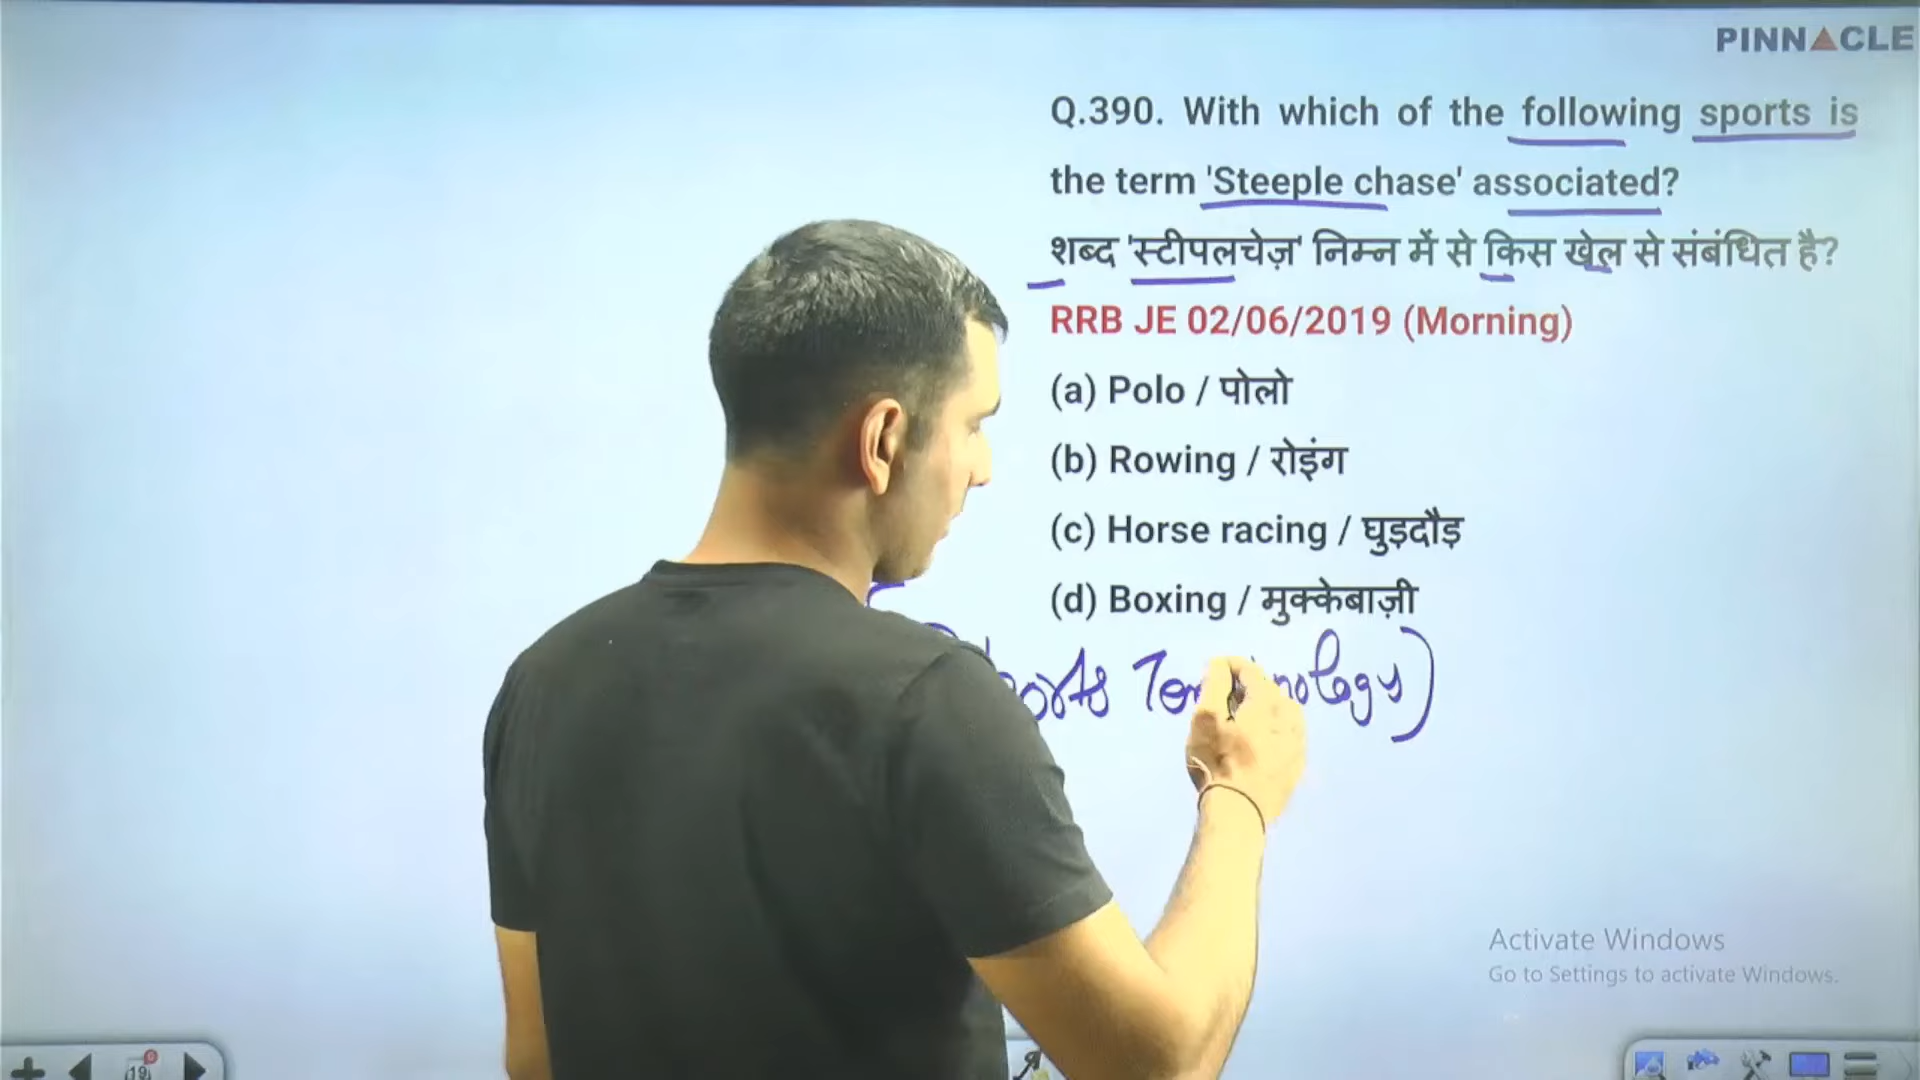 PINNACLE
Q.390. With which of the following sports is
the term 'Steeple chase' associated?
शब्द 'स्टीपलचेज़' निम्न में से किस खेल से संबंधित है?
RRB JE 02/06/2019 (Morning)
(a) Polo / पोलो
(b) Rowing / रोइंग
(c) Horse racing / घुड़दौड़
(d) Boxing / मुक्केबाज़ी
Activate Windows
Go to Settings to activate Windows.
19